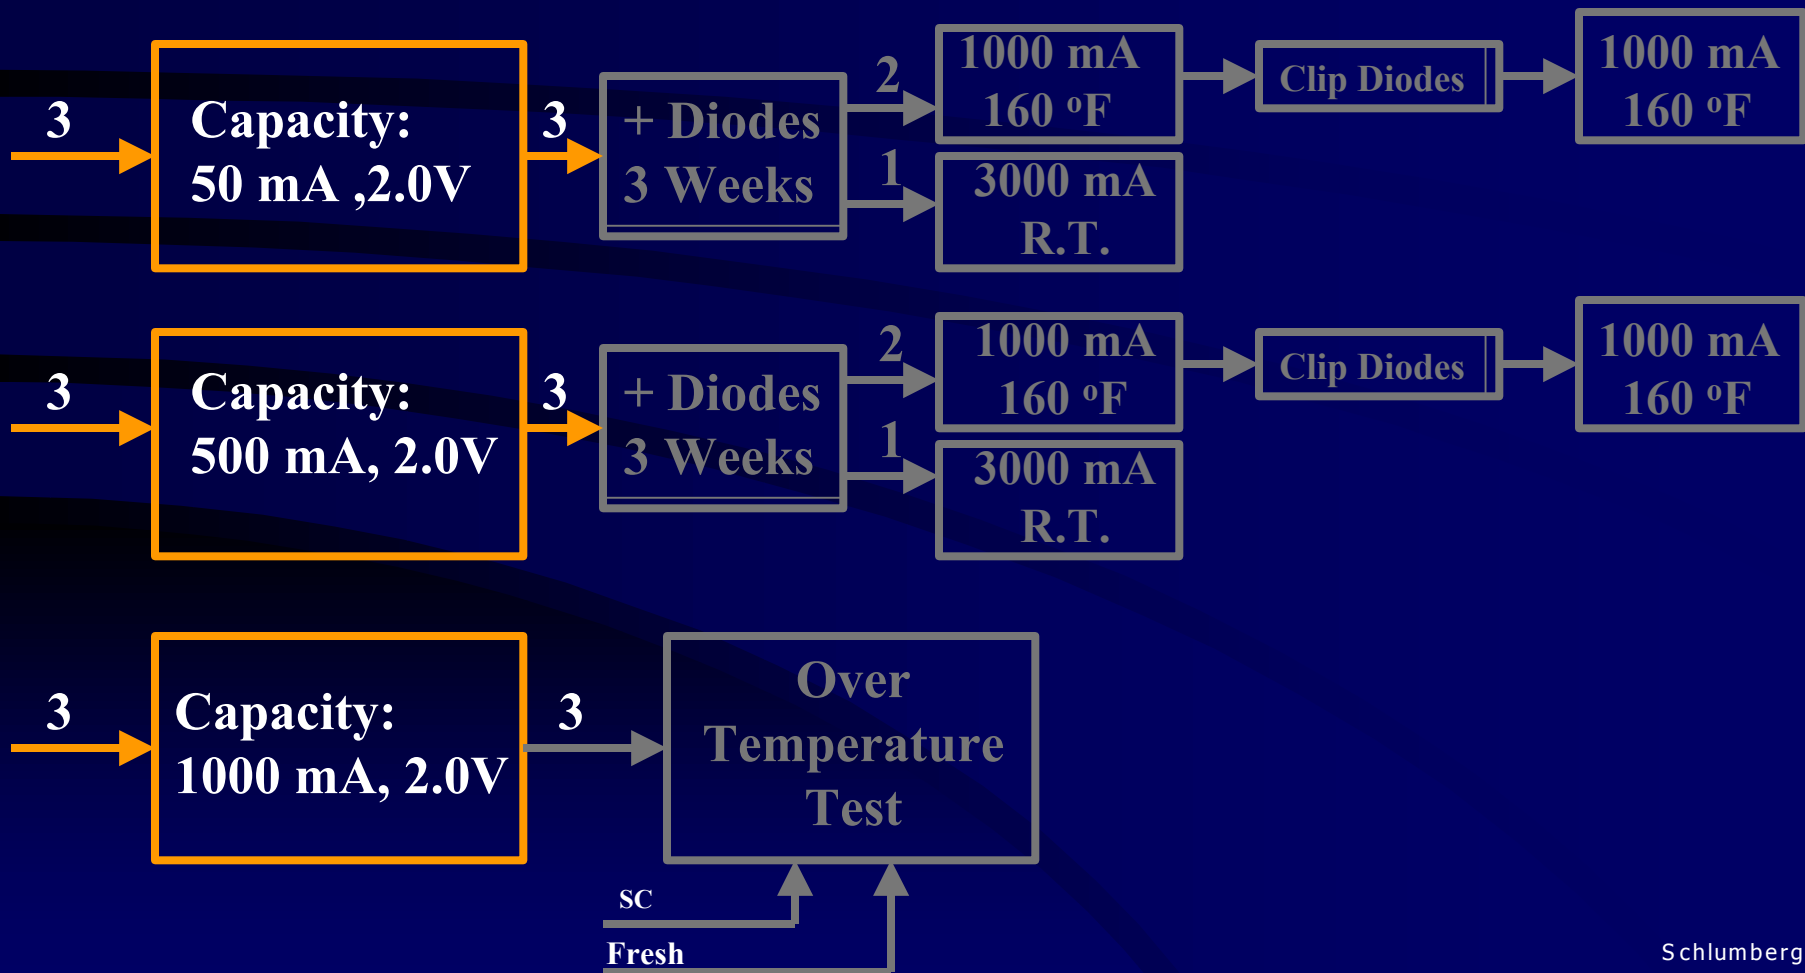 3
Capacity:
50 mA ,2.0V
3
+ Diodes
3 Weeks
2
1000 mA
160 ºF
Clip Diodes
1000 mA
160 ºF
1
3000 mA
R.T.
3
Capacity:
500 mA, 2.0V
3
+ Diodes
3 Weeks
2
1000 mA
160 ºF
Clip Diodes
1000 mA
160 ºF
1
3000 mA
R.T.
3
Capacity:
1000 mA, 2.0V
3
Over
Temperature
Test
SC
Fresh
Schlumberg